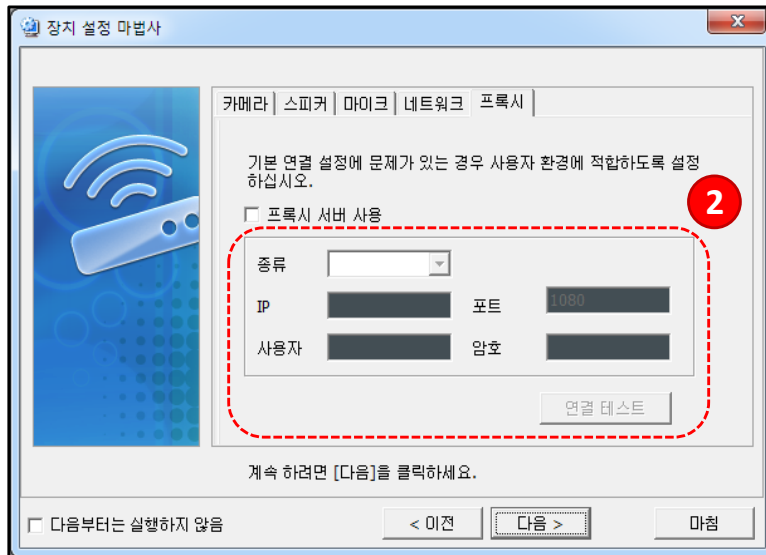 장치 설정 마법사
카메라 스피커 마이크 네트워크 프록시
기본 연결 설정에 문제가 있는 경우 사용자 환경에 적합하도록 설정
하십시오.
프록시 서버 사용
2
종류
IP 포트 1080
사용자 암호
연결 테스트
계속 하려면 [다음]을 클릭하세요.
다음부터는 실행하지 않음 < 이전 다음 > 마침